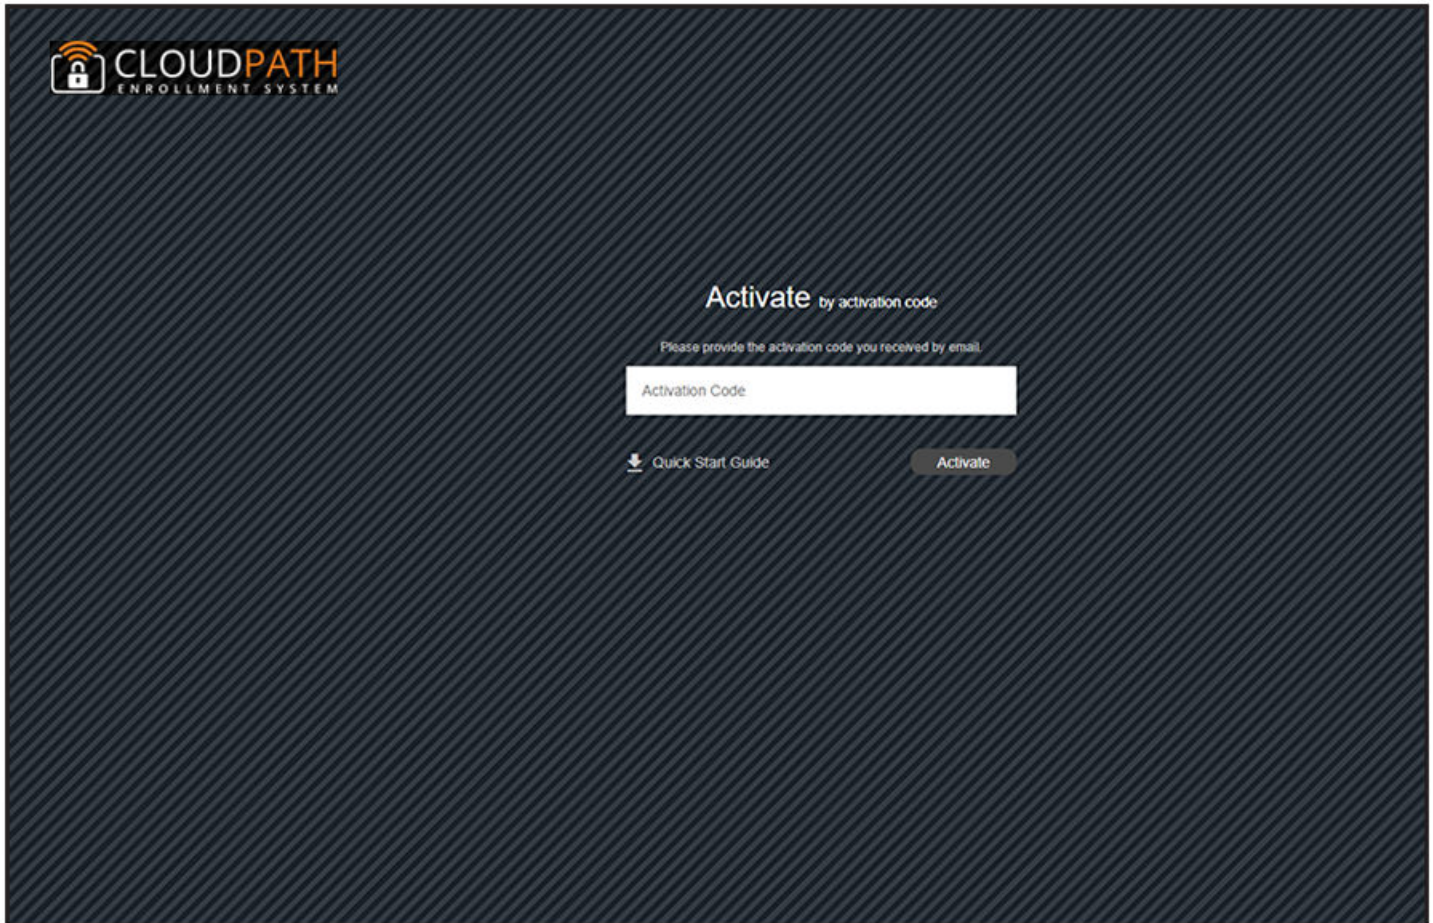 CLOUDPATH
ENROLLMENT SYSTEM
Activate by activation code
Please provide the activation code you received by email.
Activation Code
Quick Start Guide Activate